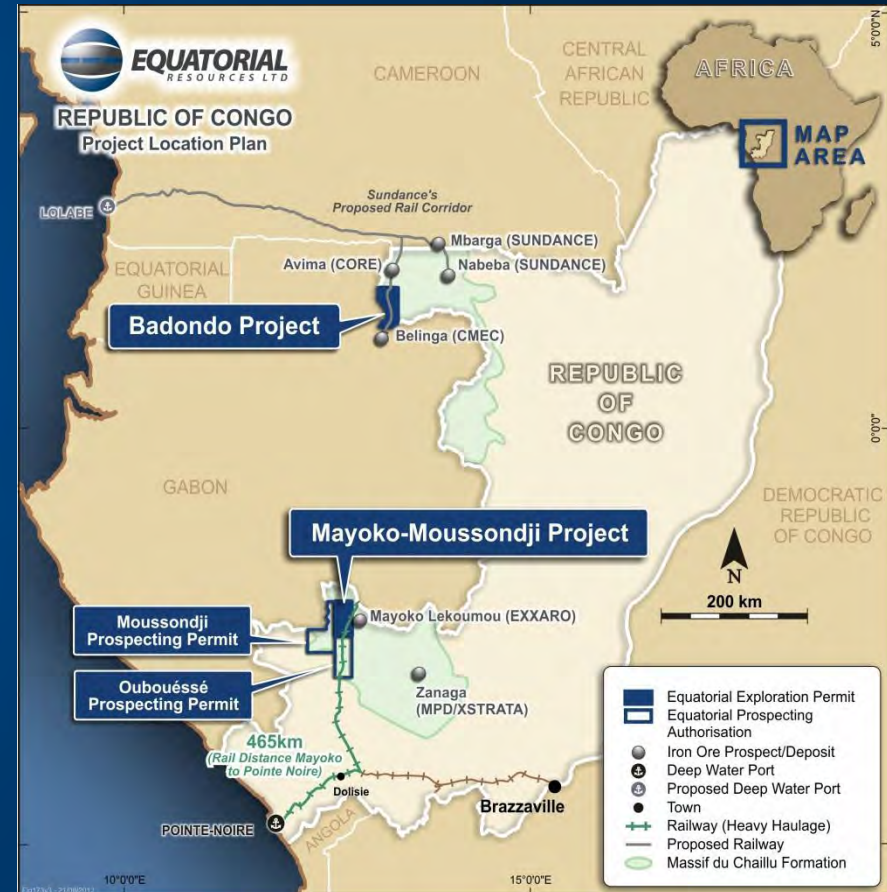 EQUATORIAL
RESOURCES LTD
REPUBLIC OF CONGO
Project Location Plan
CAMEROON
CENTRAL
AFRICAN
REPUBLIC
AFRICA
MAP
AREA
5°0'0"N
LOLABE
Sundance's
Proposed Rail Corridor
Mbarga (SUNDANCE)
Avima (CORE)
Nabeba (SUNDANCE)
EQUATORIAL
GUINEA
Badondo Project
Belinga (CMEC)
REPUBLIC
OF
CONGO
0°0'0"
GABON
DEMOCRATIC
REPUBLIC
OF CONGO
Mayoko-Moussondji Project
N
200 km
Moussondji
Prospecting Permit
Mayoko Lekoumou (EXXARO)
Oubouéssé
Prospecting Permit
Zanaga
(MPD/XSTRATA)
465km
(Rail Distance Mayoko
to Pointe Noire)
Dolisie
Brazzaville
POINTE-NOIRE
ANGOLA
Equatorial Exploration Permit
Equatorial Prospecting
Authorisation
Iron Ore Prospect/Deposit
Deep Water Port
Proposed Deep Water Port
Town
Railway (Heavy Haulage)
Proposed Railway
Massif du Chaillu Formation
10°0'0"E
15°0'0"E